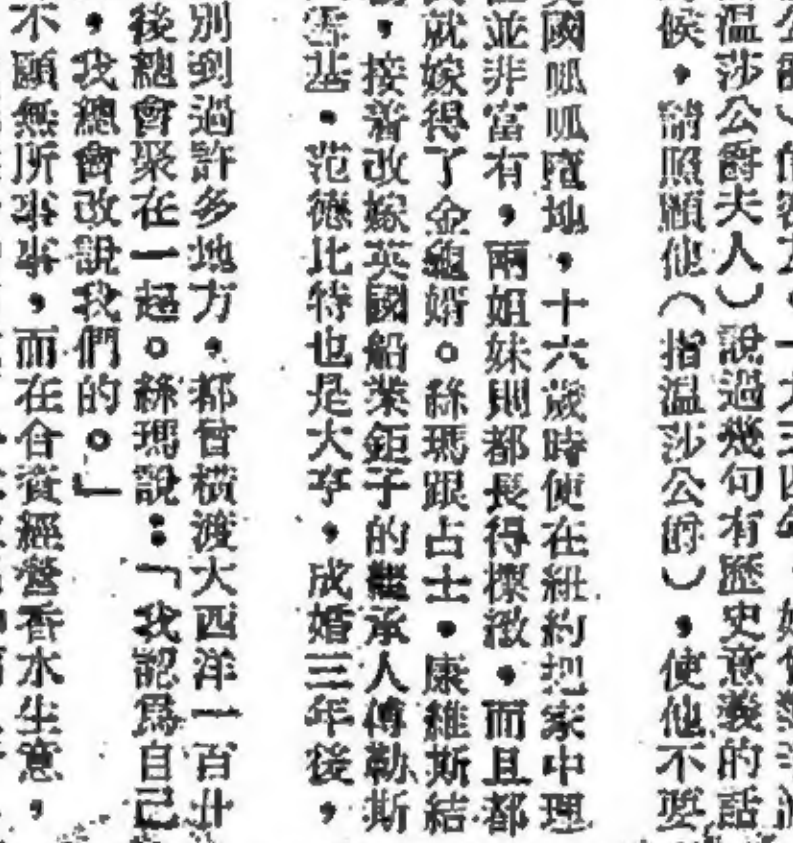 温莎公爵夫人）說過幾句有歷史意義的話
候，請照顧他（指温莎公爵），使他不要
國呱呱墮地，十六歲時便在紐約把家中理
並非富有，兩姐妹則都長得標緻，而且都
就嫁得了金龜婿。絲瑪跟占士・康維斯結
，接着改嫁英國船業鉅子的繼承人傅勒斯
基・范德比特也是大亨，成婚三年後，
別到過許多地方，都曾橫渡大西洋一百廿
後總會聚在一起。絲瑪說：「我認爲自己
，我總會改說我們的。」
不願無所事事，而在合資經營香水生意，